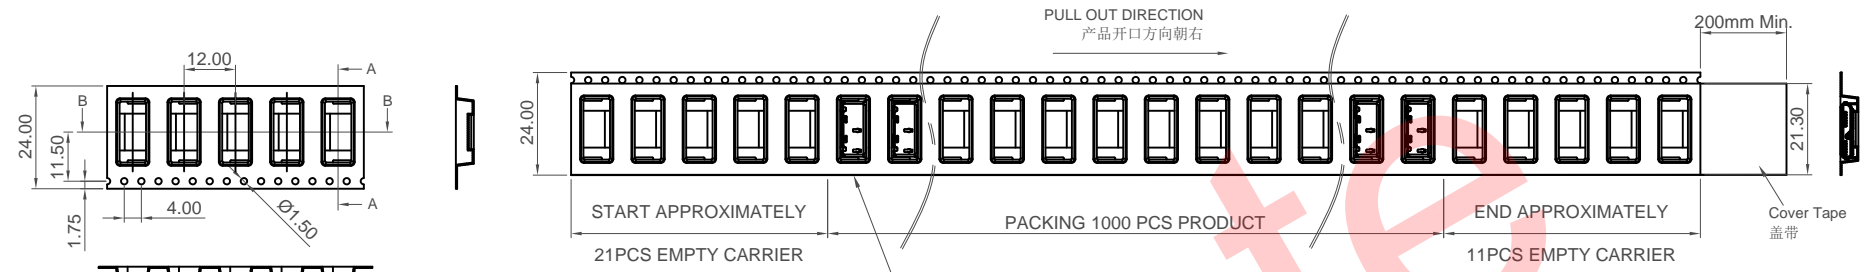 PULL OUT DIRECTION
产品开口方向朝右
200mm Min.
12.00
A
B
B
24.00
11.50
1.75
4.00
Ø1.50
A
24.00
21.30
START APPROXIMATELY
21PCS EMPTY CARRIER
PACKING 1000 PCS PRODUCT
END APPROXIMATELY
11PCS EMPTY CARRIER
Cover Tape
盖带
te